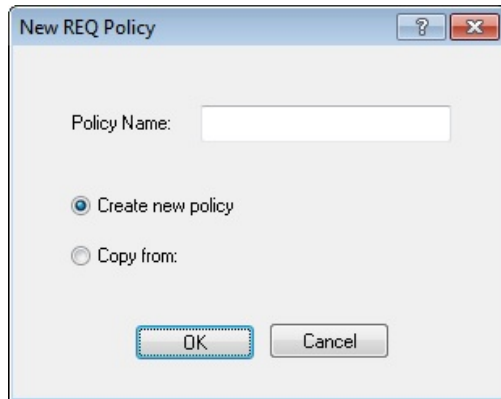 New REQ Policy
Policy Name:
Create new policy
Copy from:
OK Cancel